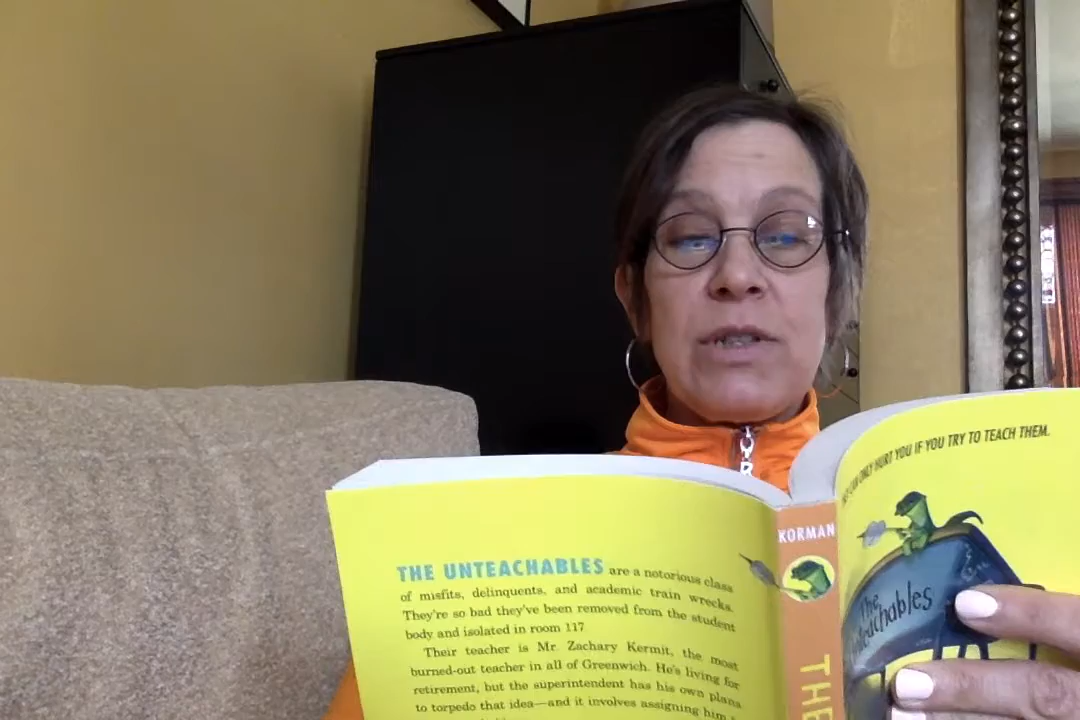 THE UNTEACHABLES are a notorious class
of misfits, delinquents, and academic train wrecks.
They're so bad they've been removed from the student
body and isolated in room 117
Their teacher is Mr. Zachary Kermit, the most
burned-out teacher in all of Greenwich. He's living for
retirement, but the superintendent has his own plans
to torpedo that idea—and it involves assigning him
KORMAN
THE
ONLY HURT YOU IF YOU TRY TO TEACH THEM.
The
Unteachables